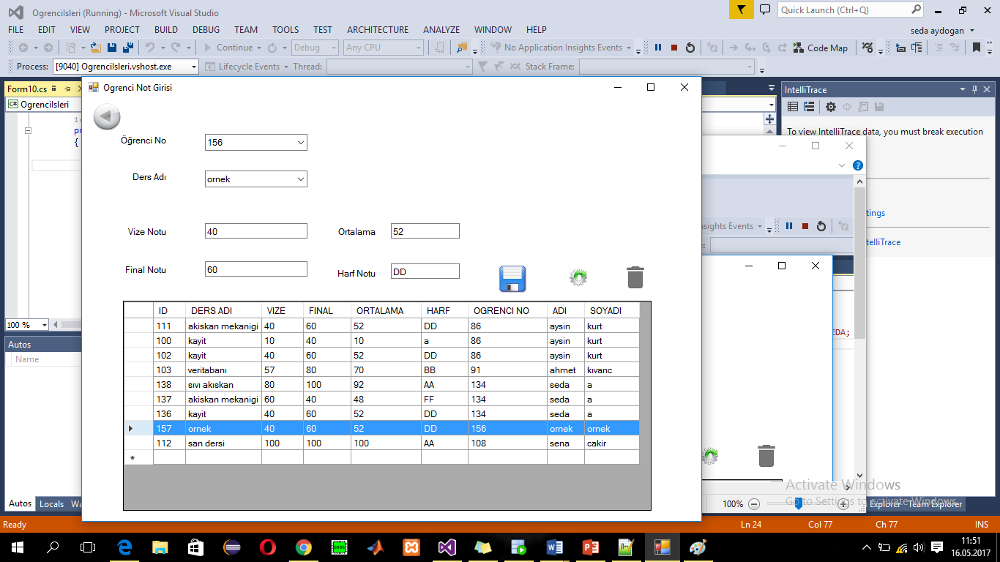 Ogrencilsleri (Running) - Microsoft Visual Studio
Quick Launch (Ctrl+Q)
FILE EDIT VIEW PROJECT BUILD DEBUG TEAM TOOLS TEST ARCHITECTURE ANALYZE WINDOW HELP
seda aydogan
Continue Debug Any CPU No Application Insights Events Code Map
Process: [9040] Ogrencilsleri.vshost.exe Lifecycle Events Thread: Stack Frame:
Form10.cs
Ogrenci Not Girisi
IntelliTrace
C# Ogrencilsleri
To view IntelliTrace data, you must break execution
Öğrenci No 156
Ders Adı ornek
Vize Notu 40
Ortalama 52
Final Notu 60
Harf Notu DD
ID DERS ADI VIZE FINAL ORTALAMA HARF OGRENCI NO ADI SOYADI
111 akiskan mekanigi 40 60 52 DD 86 aysin kurt
100 kayit 10 40 10 a 86 aysin kurt
102 kayit 40 60 52 DD 86 aysin kurt
103 veritabanı 57 80 70 BB 91 ahmet kıvanc
138 sıvı akıskan 80 100 92 AA 134 seda a
137 akiskan mekanigi 60 40 48 FF 134 seda a
136 kayit 40 60 52 DD 134 seda a
157 ornek 40 60 52 DD 156 ornek ornek
112 san dersi 100 100 100 AA 108 sena cakir
*
tings
sights Events
telliTrace
EDA;
100 %
Autos
Name
Autos Locals Wa
Activate Windows
Go to Settings to activate Windows.
100%
Explorer Team Explorer
Ready Ln 24 Col 77 Ch 77 INS
11:51
16.05.2017